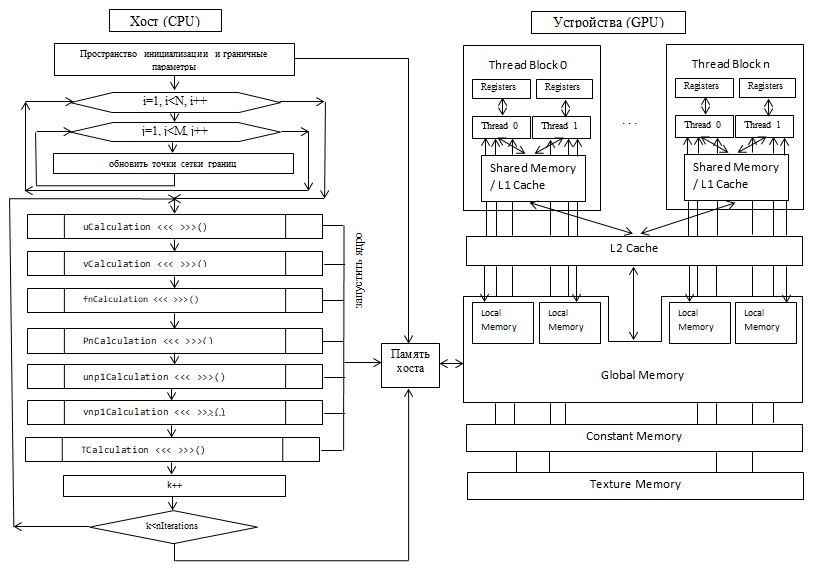 Хост (CPU)
Пространство инициализации и граничные
параметры
i=1, i<N, i++
j=1, j<M, j++
обновить точки сетки границ
uCalculation <<< >>>()
vCalculation <<< >>>()
fnCalculation <<< >>>()
PnCalculation <<< >>>()
unp1Calculation <<< >>>()
vnp1Calculation <<< >>>()
TCalculation <<< >>>()
k++
k<nIterations
запустить ядро
Память
хоста
Устройства (GPU)
Thread Block 0
Registers
Registers
Thread 0
Thread 1
Shared Memory
/ L1 Cache
. . .
Thread Block n
Registers
Registers
Thread 0
Thread 1
Shared Memory
/ L1 Cache
L2 Cache
Local
Memory
Local
Memory
Local
Memory
Local
Memory
Global Memory
Constant Memory
Texture Memory